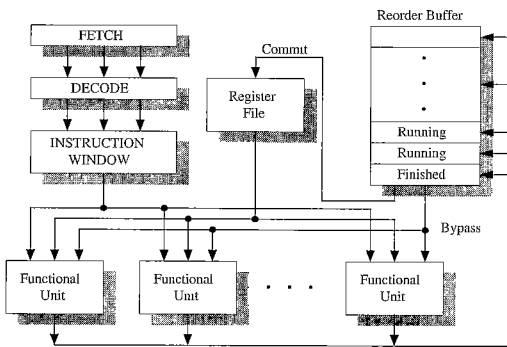 Reorder Buffer
FETCH
Commit
DECODE
Register
File
INSTRUCTION
WINDOW
Running
Running
Finished
Bypass
Functional
Unit
Functional
Unit
Functional
Unit